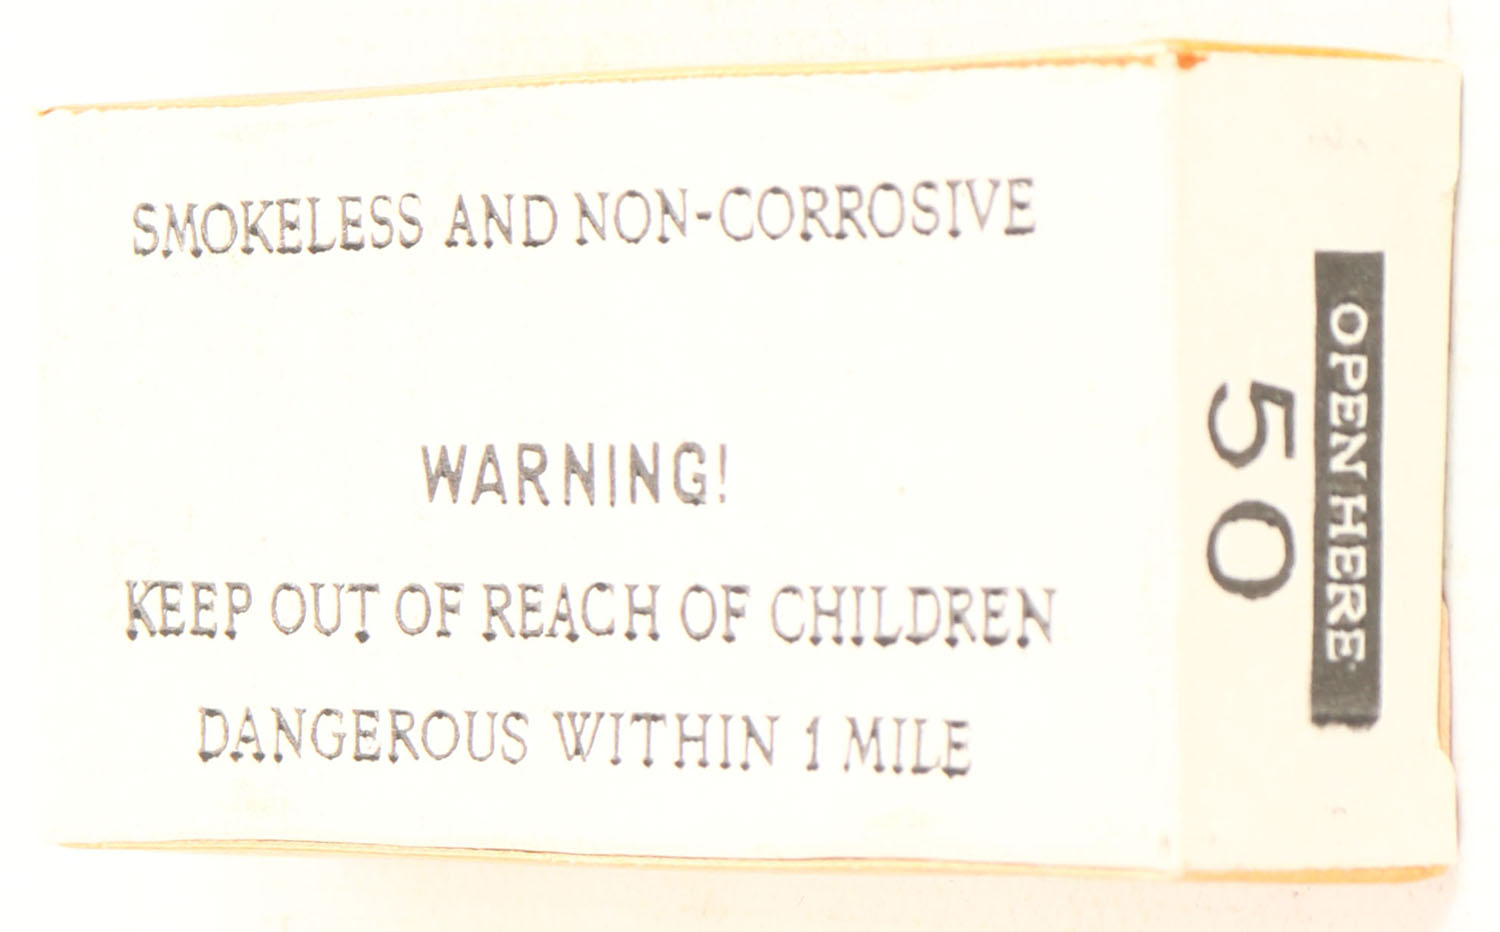 SMOKELESS AND NON-CORROSIVE
WARNING!
KEEP OUT OF REACH OF CHILDREN
DANGEROUS WITHIN 1 MILE
OPEN HERE
50